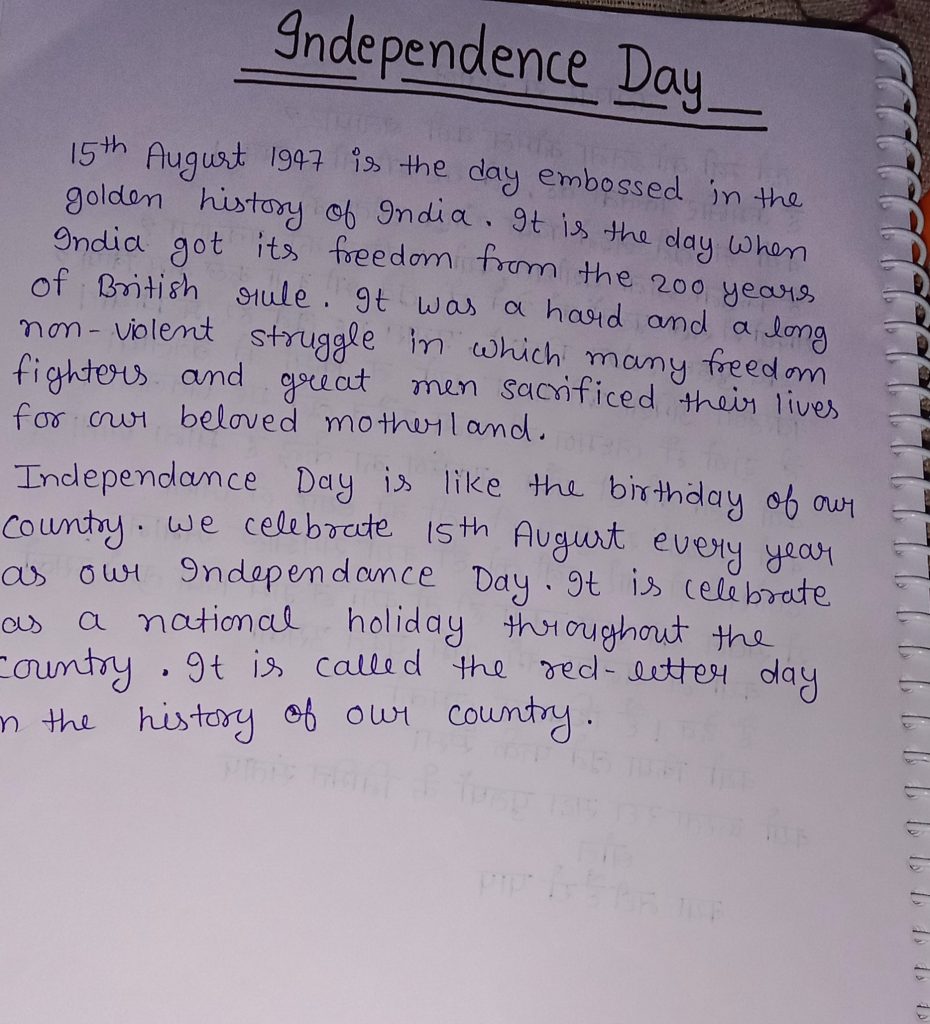 Independence Day
15th August 1947 is the day embossed in the
golden history of India. It is the day when
India got its freedom from the 200 years
of British rule. It was a hard and a long
non-violent struggle in which many freedom
fighters and great men sacrificed their lives
for our beloved motherland.
Independance Day is like the birthday of our
country. We celebrate 15th August every year
as our Independance Day. It is celebrate
as a national holiday throughout the
country. It is called the red-letter day
n the history of our country.